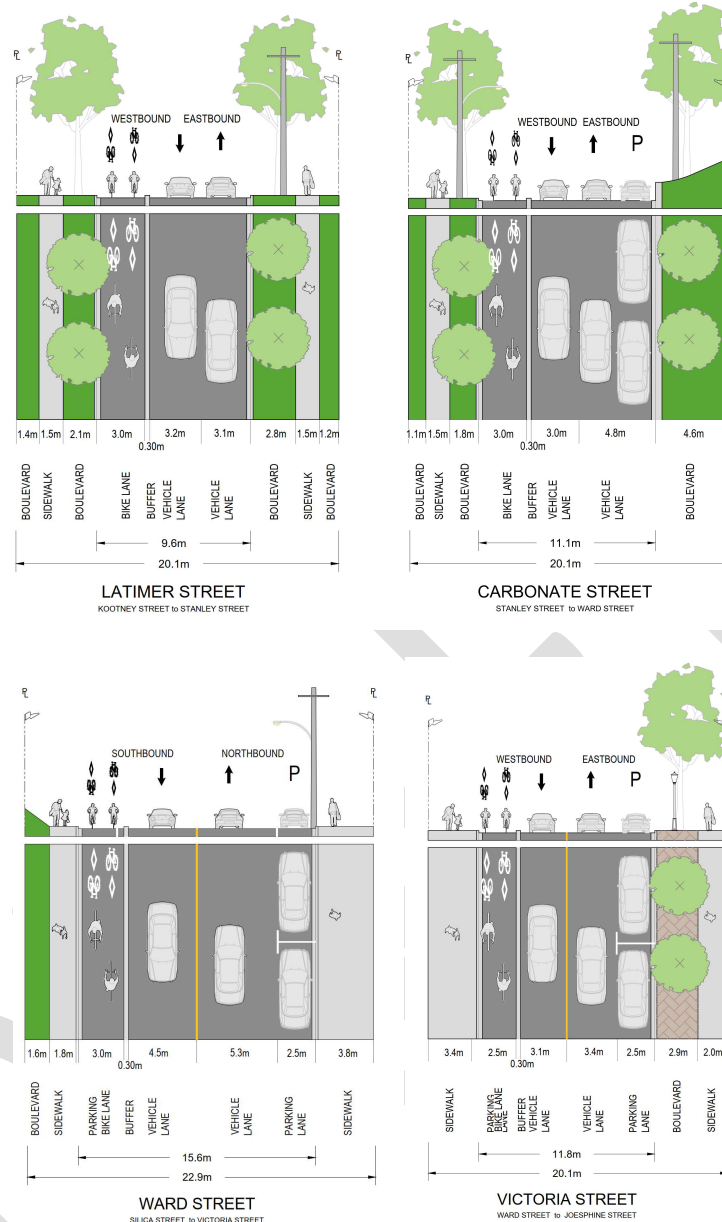 WESTBOUND EASTBOUND
1.4m 1.5m 2.1m 3.0m 0.30m 3.2m 3.1m 2.8m 1.5m 1.2m
BOULEVARD
SIDEWALK
BOULEVARD
BIKE LANE
BUFFER
VEHICLE
LANE
VEHICLE
LANE
BOULEVARD
SIDEWALK
BOULEVARD
9.6m
20.1m
LATIMER STREET
KOOTNEY STREET to STANLEY STREET
WESTBOUND EASTBOUND
P
1.1m 1.5m 1.8m 3.0m 0.30m 3.0m 4.8m 4.6m
BOULEVARD
SIDEWALK
BOULEVARD
BIKE LANE
BUFFER
VEHICLE
LANE
VEHICLE
LANE
BOULEVARD
11.1m
20.1m
CARBONATE STREET
STANLEY STREET to WARD STREET
SOUTHBOUND NORTHBOUND
P
1.6m 1.8m 3.0m 0.30m 4.5m 5.3m 2.5m 3.8m
BOULEVARD
SIDEWALK
PARKING
BIKE LANE
BUFFER
VEHICLE
LANE
VEHICLE
LANE
PARKING
LANE
SIDEWALK
15.6m
22.9m
WARD STREET
SILICA STREET to VICTORIA STREET
WESTBOUND EASTBOUND
P
3.4m 2.5m 0.30m 3.1m 3.4m 2.5m 2.9m 2.0m
SIDEWALK
PARKING
BIKE LANE
LANE
BUFFER
VEHICLE
LANE
VEHICLE
LANE
PARKING
LANE
BOULEVARD
SIDEWALK
11.8m
20.1m
VICTORIA STREET
WARD STREET to JOESPHINE STREET